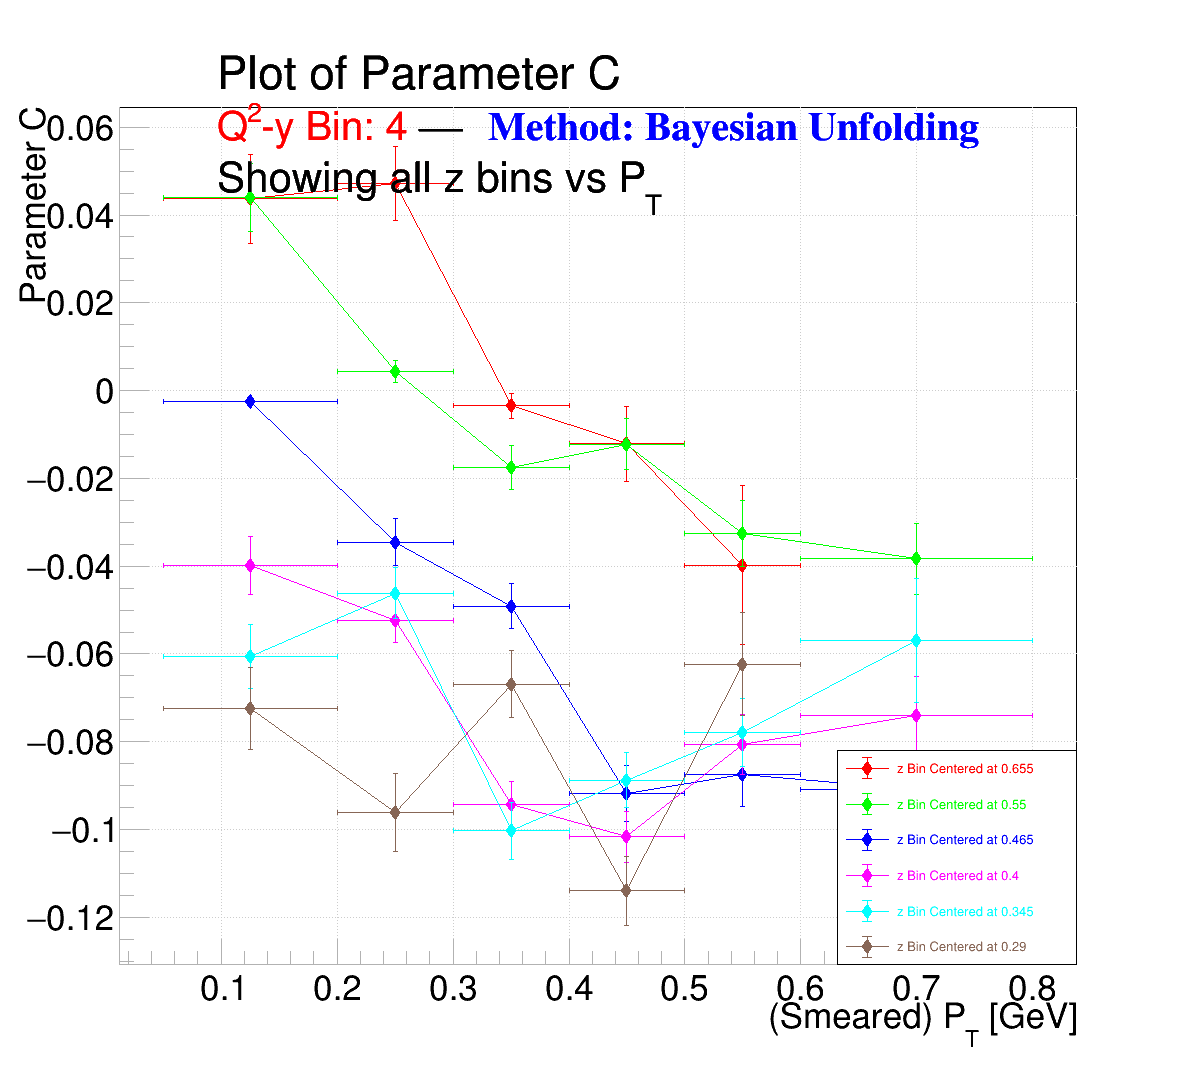 Plot of Parameter C
Q²-y Bin: 4 — Method: Bayesian Unfolding
Showing all z bins vs P_T
Parameter C
0.06
0.04
0.02
0
−0.02
−0.04
−0.06
−0.08
−0.1
−0.12
z Bin Centered at 0.655
z Bin Centered at 0.55
z Bin Centered at 0.465
z Bin Centered at 0.4
z Bin Centered at 0.345
z Bin Centered at 0.29
0.1 0.2 0.3 0.4 0.5 0.6 0.7 0.8
(Smeared) P_T [GeV]